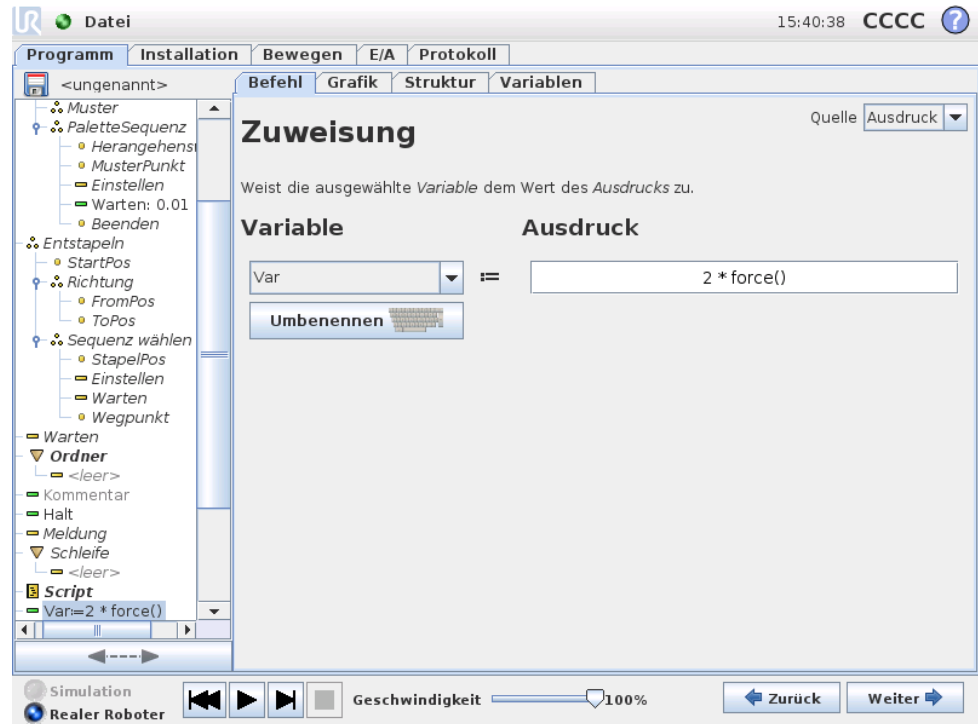 UR Datei 15:40:38 CCCC ?
Programm Installation Bewegen E/A Protokoll
<ungenannt>
Befehl Grafik Struktur Variablen
Muster
PaletteSequenz
Herangehens
MusterPunkt
Einstellen
Warten: 0.01
Beenden
Entstapeln
StartPos
Richtung
FromPos
ToPos
Sequenz wählen
StapelPos
Einstellen
Warten
Wegpunkt
Warten
Ordner
<leer>
Kommentar
Halt
Meldung
Schleife
<leer>
Script
Var:=2 * force()
Quelle Ausdruck
Zuweisung
Weist die ausgewählte Variable dem Wert des Ausdrucks zu.
Variable Ausdruck
Var := 2 * force()
Umbenennen
Simulation
Realer Roboter
Geschwindigkeit 100%
Zurück Weiter